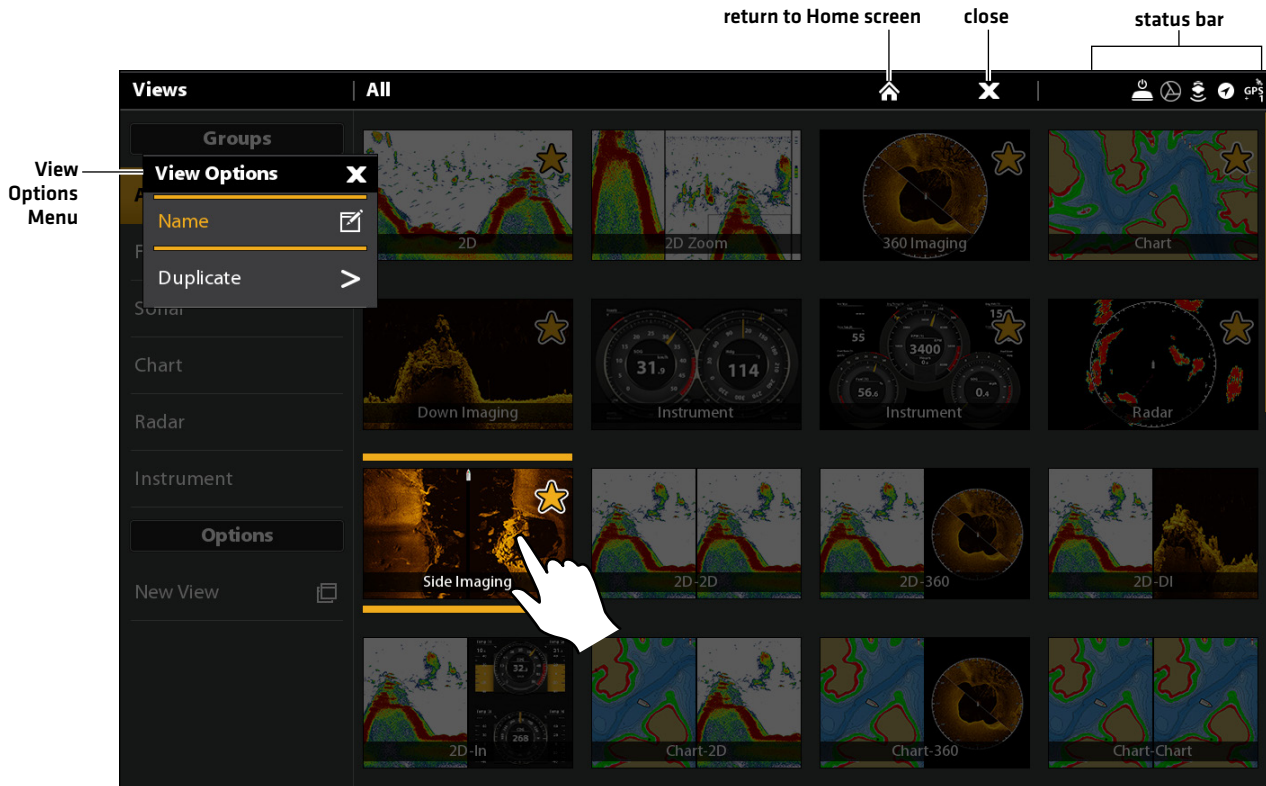 return to Home screen
close
status bar
Views
All
GPS
1
Groups
View
Options
Menu
View Options
Name
Duplicate
Sonar
Chart
Radar
Instrument
Options
New View
2D
2D Zoom
360 Imaging
Chart
Down Imaging
31.9
114
Instrument
55
15
3400
56.6
0.4
Instrument
Radar
Side Imaging
2D-2D
2D-360
2D-DI
32
268
2D-In
Chart-2D
Chart-360
Chart-Chart